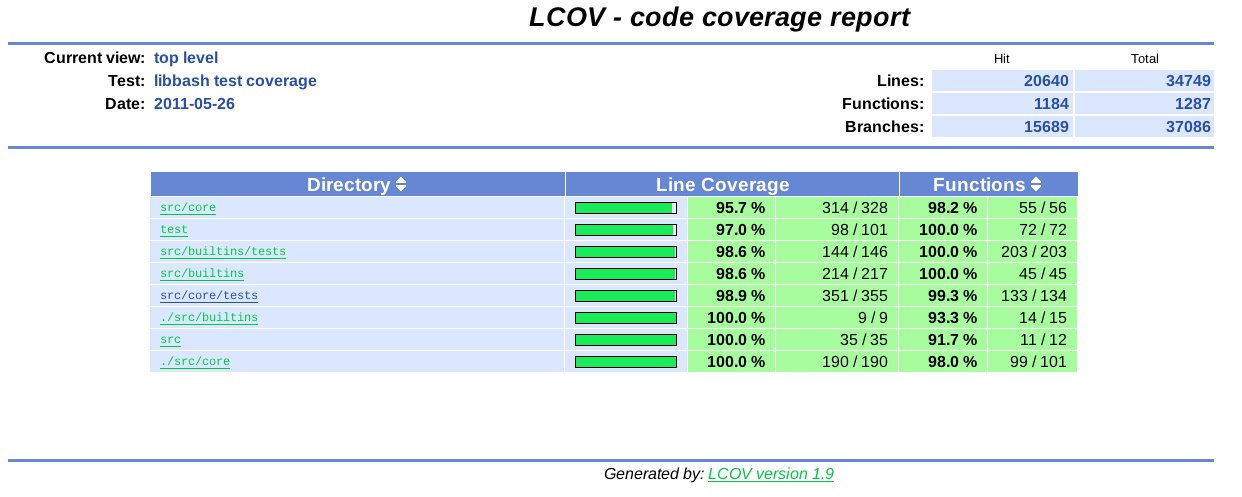 LCOV - code coverage report
Current view: top level
Test: libbash test coverage
Date: 2011-05-26
Hit Total
Lines: 20640 34749
Functions: 1184 1287
Branches: 15689 37086
Directory Line Coverage Functions
src/core 95.7 % 314 / 328 98.2 % 55 / 56
test 97.0 % 98 / 101 100.0 % 72 / 72
src/builtins/tests 98.6 % 144 / 146 100.0 % 203 / 203
src/builtins 98.6 % 214 / 217 100.0 % 45 / 45
src/core/tests 98.9 % 351 / 355 99.3 % 133 / 134
./src/builtins 100.0 % 9 / 9 93.3 % 14 / 15
src 100.0 % 35 / 35 91.7 % 11 / 12
./src/core 100.0 % 190 / 190 98.0 % 99 / 101
Generated by: LCOV version 1.9